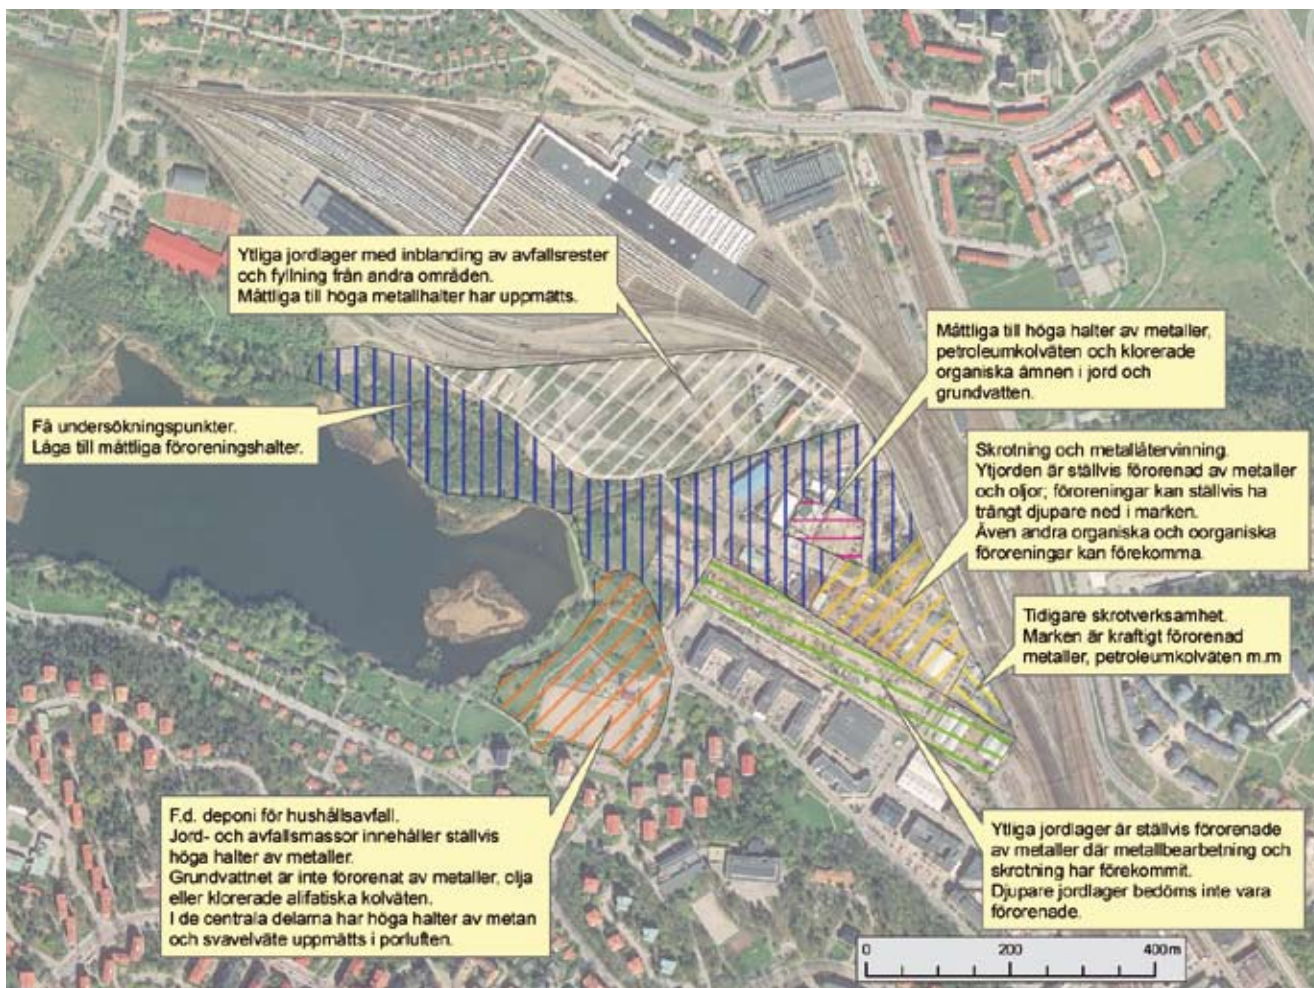 Ytliga jordlager med inblanding av avfallsrester
och fyllning från andra områden.
Måttliga till höga metallhalter har uppmätts.
Måttliga till höga halter av metaller,
petroleumkolväten och klorerade
organiska ämnen i jord och
grundvatten.
Få undersökningspunkter.
Låga till måttliga föroreningshalter.
Skrotning och metallåtervinning.
Ytjorden är ställvis förorenad av metaller
och oljor; föroreningar kan ställvis ha
trängt djupare ned i marken.
Även andra organiska och oorganiska
föroreningar kan förekomma.
Tidigare skrotverksamhet.
Marken är kraftigt förorenad
metaller, petroleumkolväten m.m
F.d. deponi för hushållsavfall.
Jord- och avfallsmassor innehåller ställvis
höga halter av metaller.
Grundvattnet är inte förorenat av metaller, olja
eller klorerade alifatiska kolväten.
I de centrala delarna har höga halter av metan
och svavelväte uppmätts i porluften.
Ytliga jordlager är ställvis förorenade
av metaller där metallbearbetning och
skrotning har förekommit.
Djupare jordlager bedöms inte vara
förorenade.
0 200 400 m